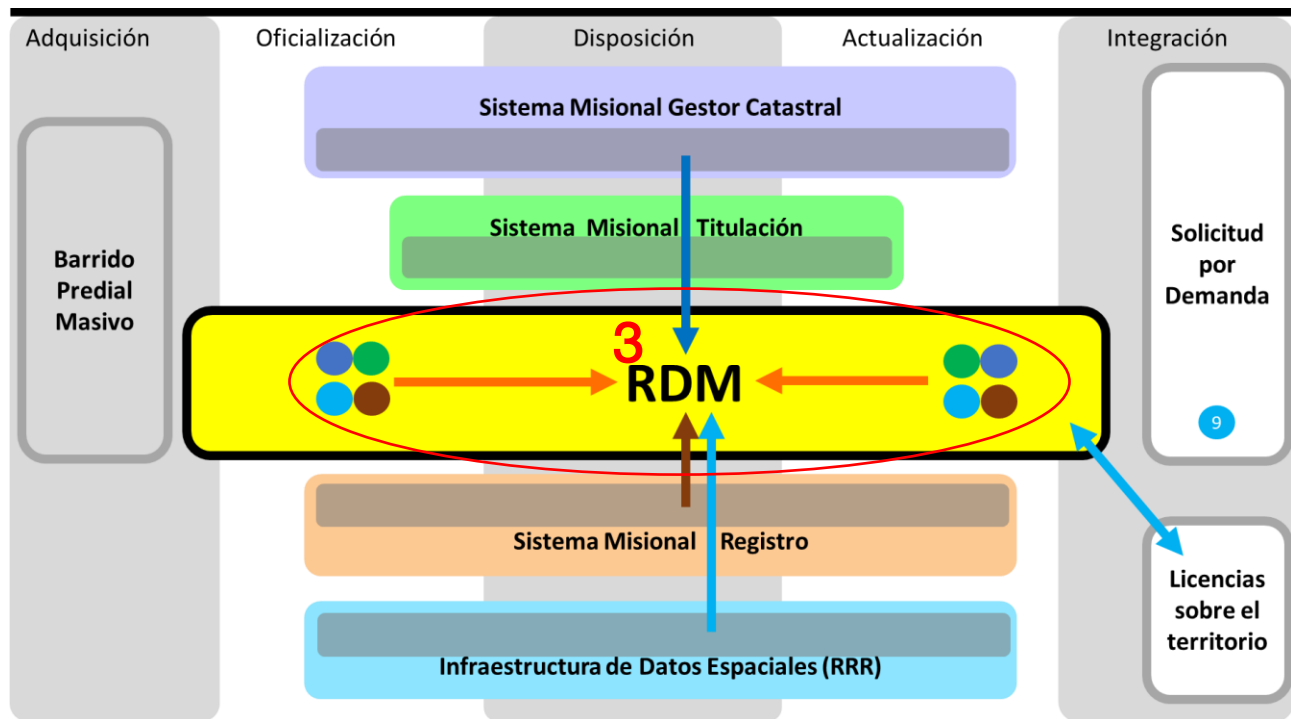 Adquisición
Oficialización
Disposición
Actualización
Integración
Sistema Misional Gestor Catastral
Sistema Misional Titulación
Barrido
Predial
Masivo
Solicitud
por
Demanda
3
RDM
9
Sistema Misional Registro
Licencias
sobre el
territorio
Infraestructura de Datos Espaciales (RRR)